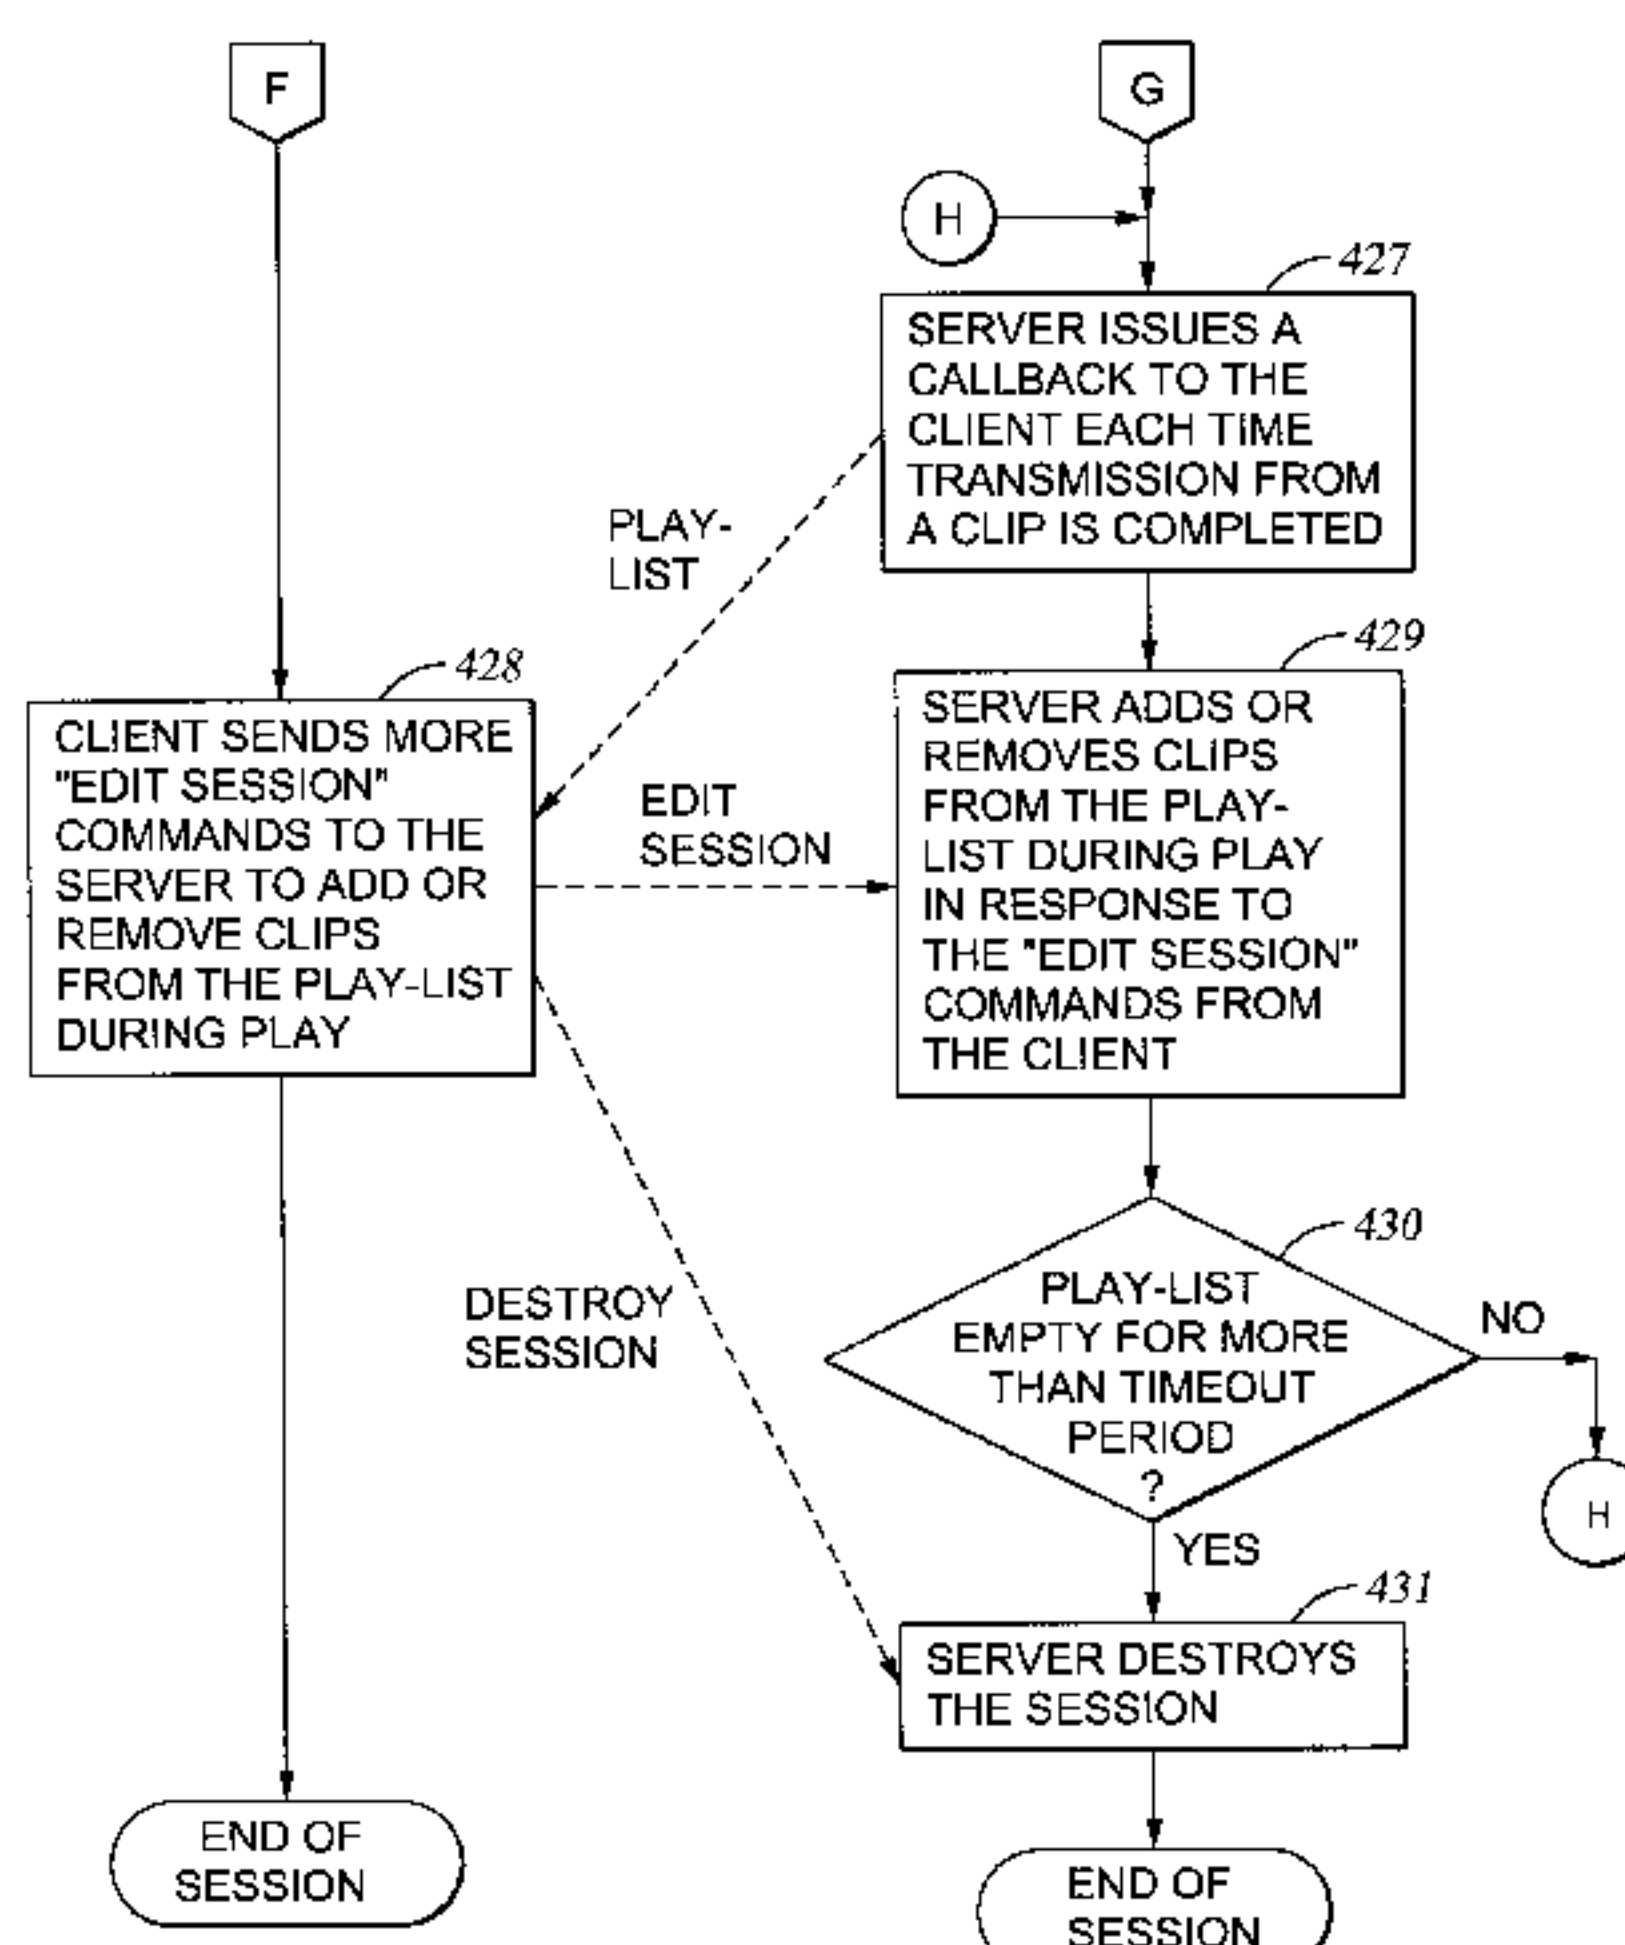 F
G
H
427
SERVER ISSUES A
CALLBACK TO THE
CLIENT EACH TIME
TRANSMISSION FROM
A CLIP IS COMPLETED
PLAY-
LIST
428
CLIENT SENDS MORE
"EDIT SESSION"
COMMANDS TO THE
SERVER TO ADD OR
REMOVE CLIPS
FROM THE PLAY-LIST
DURING PLAY
EDIT
SESSION
429
SERVER ADDS OR
REMOVES CLIPS
FROM THE PLAY-
LIST DURING PLAY
IN RESPONSE TO
THE "EDIT SESSION"
COMMANDS FROM
THE CLIENT
DESTROY
SESSION
430
PLAY-LIST
EMPTY FOR MORE
THAN TIMEOUT
PERIOD
?
NO
H
YES
431
SERVER DESTROYS
THE SESSION
END OF
SESSION
END OF
SESSION